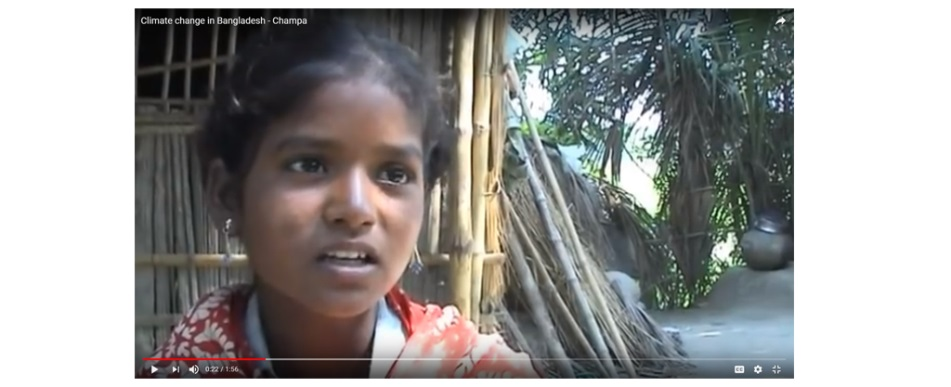 Climate change in Bangladesh - Champa
0:22 / 1:56